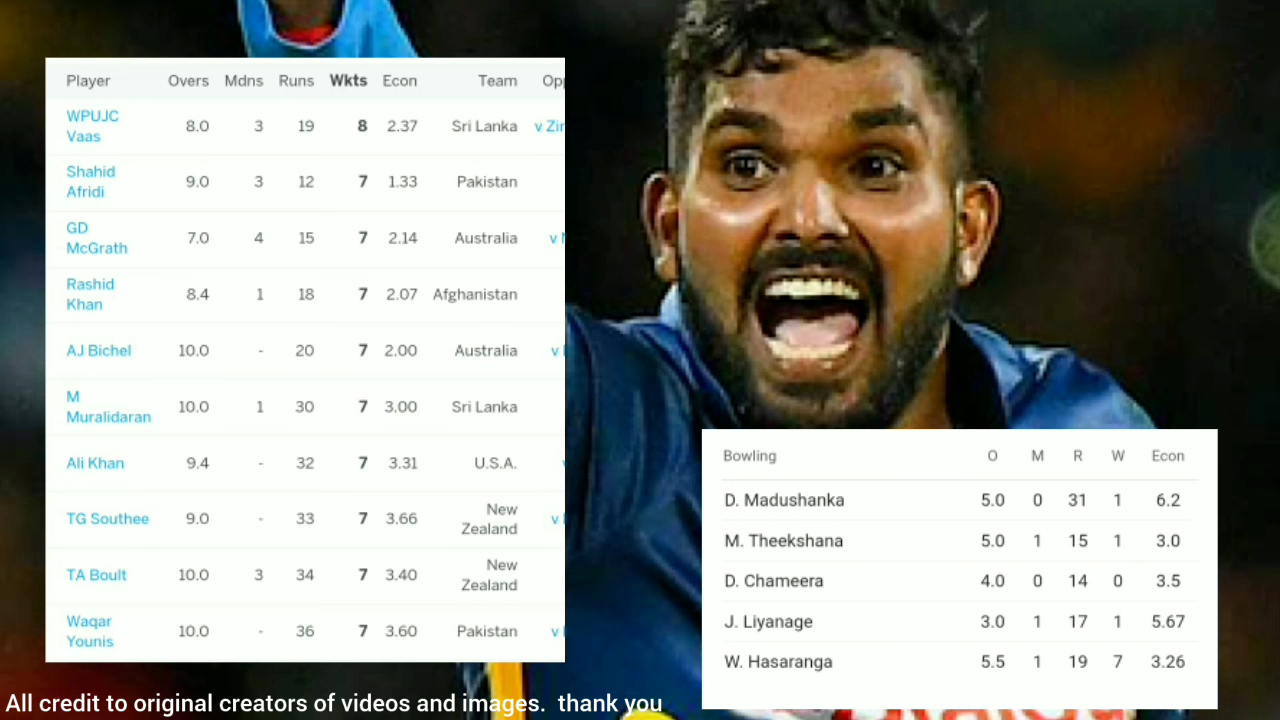 Player Overs Mdns Runs Wkts Econ Team Opp
WPUJC
Vaas 8.0 3 19 8 2.37 Sri Lanka v Zim
Shahid
Afridi 9.0 3 12 7 1.33 Pakistan
GD
McGrath 7.0 4 15 7 2.14 Australia v
Rashid
Khan 8.4 1 18 7 2.07 Afghanistan
AJ Bichel 10.0 - 20 7 2.00 Australia v
M
Muralidaran 10.0 1 30 7 3.00 Sri Lanka
Ali Khan 9.4 - 32 7 3.31 U.S.A.
TG Southee 9.0 - 33 7 3.66 New
Zealand v
TA Boult 10.0 3 34 7 3.40 New
Zealand
Waqar
Younis 10.0 - 36 7 3.60 Pakistan v
Bowling O M R W Econ
D. Madushanka 5.0 0 31 1 6.2
M. Theekshana 5.0 1 15 1 3.0
D. Chameera 4.0 0 14 0 3.5
J. Liyanage 3.0 1 17 1 5.67
W. Hasaranga 5.5 1 19 7 3.26
All credit to original creators of videos and images. thank you